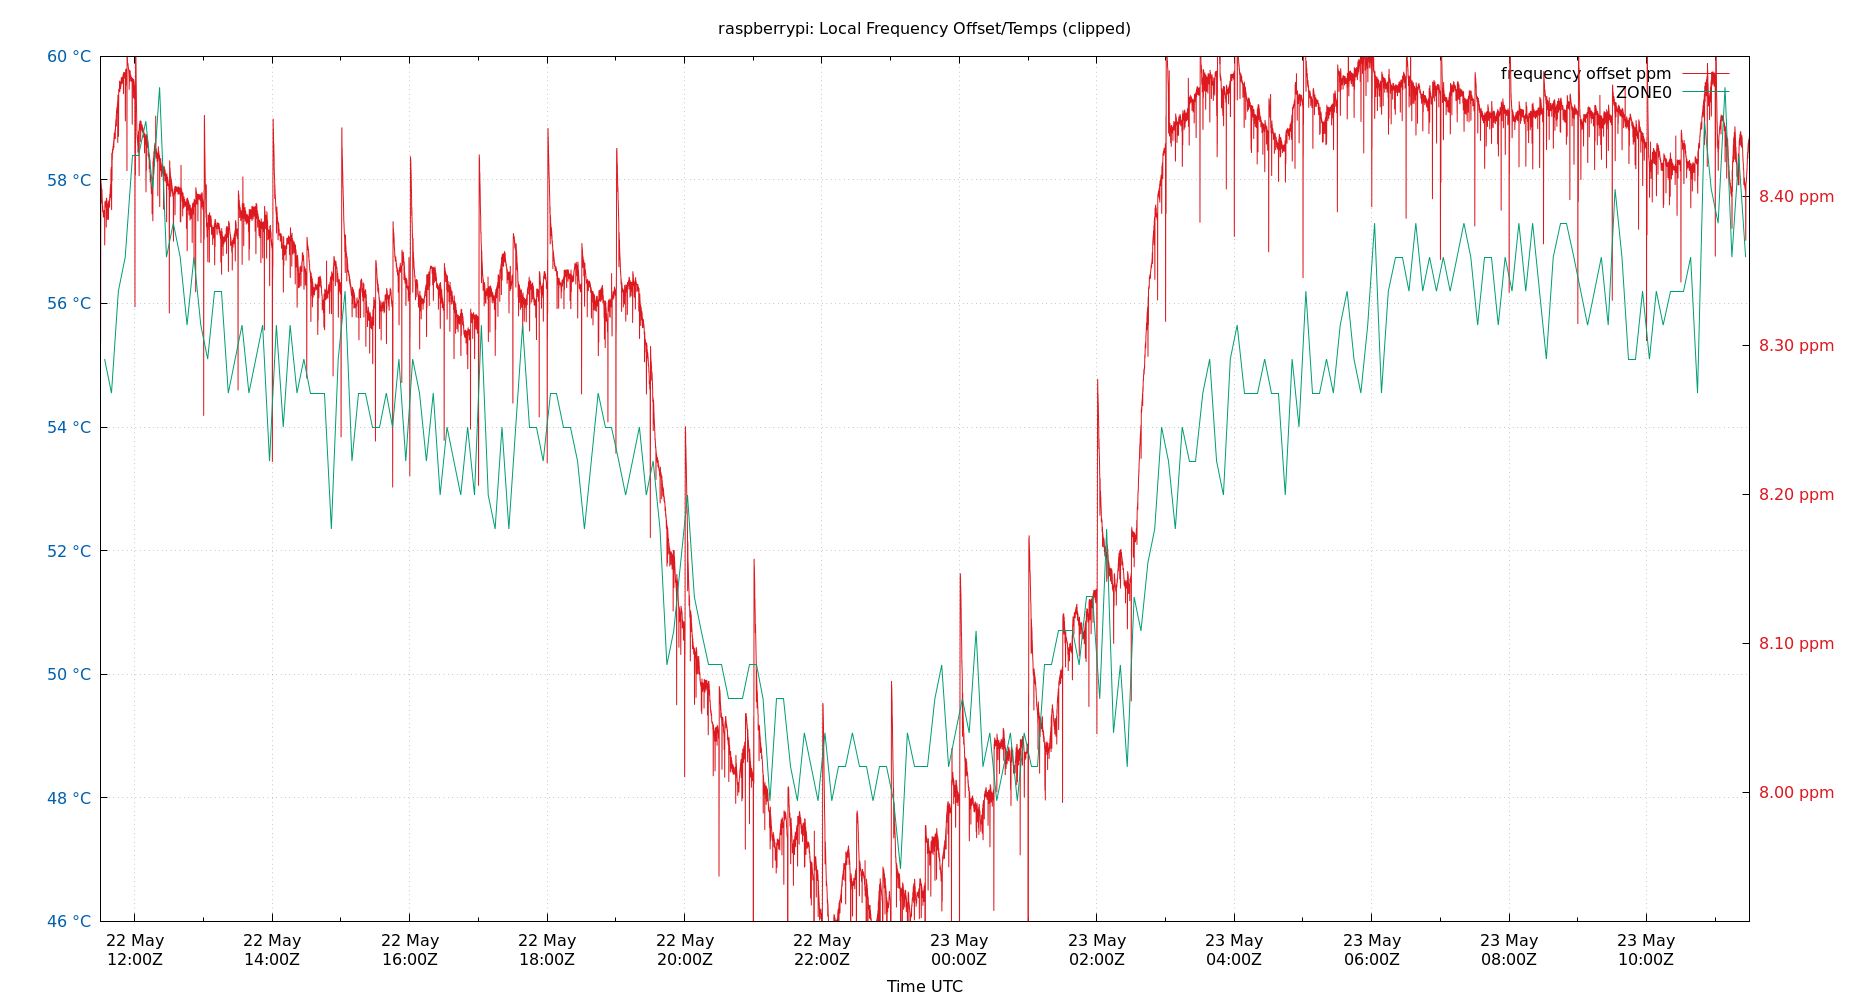 raspberrypi: Local Frequency Offset/Temps (clipped)
60 °C
58 °C
56 °C
54 °C
52 °C
50 °C
48 °C
46 °C
frequency offset ppm
ZONE0
8.40 ppm
8.30 ppm
8.20 ppm
8.10 ppm
8.00 ppm
22 May
12:00Z
22 May
14:00Z
22 May
16:00Z
22 May
18:00Z
22 May
20:00Z
22 May
22:00Z
23 May
00:00Z
23 May
02:00Z
23 May
04:00Z
23 May
06:00Z
23 May
08:00Z
23 May
10:00Z
Time UTC